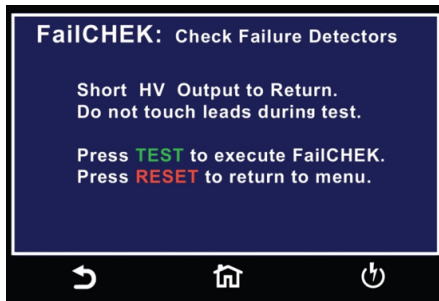 FailCHEK: Check Failure Detectors
Short HV Output to Return.
Do not touch leads during test.
Press TEST to execute FailCHEK.
Press RESET to return to menu.